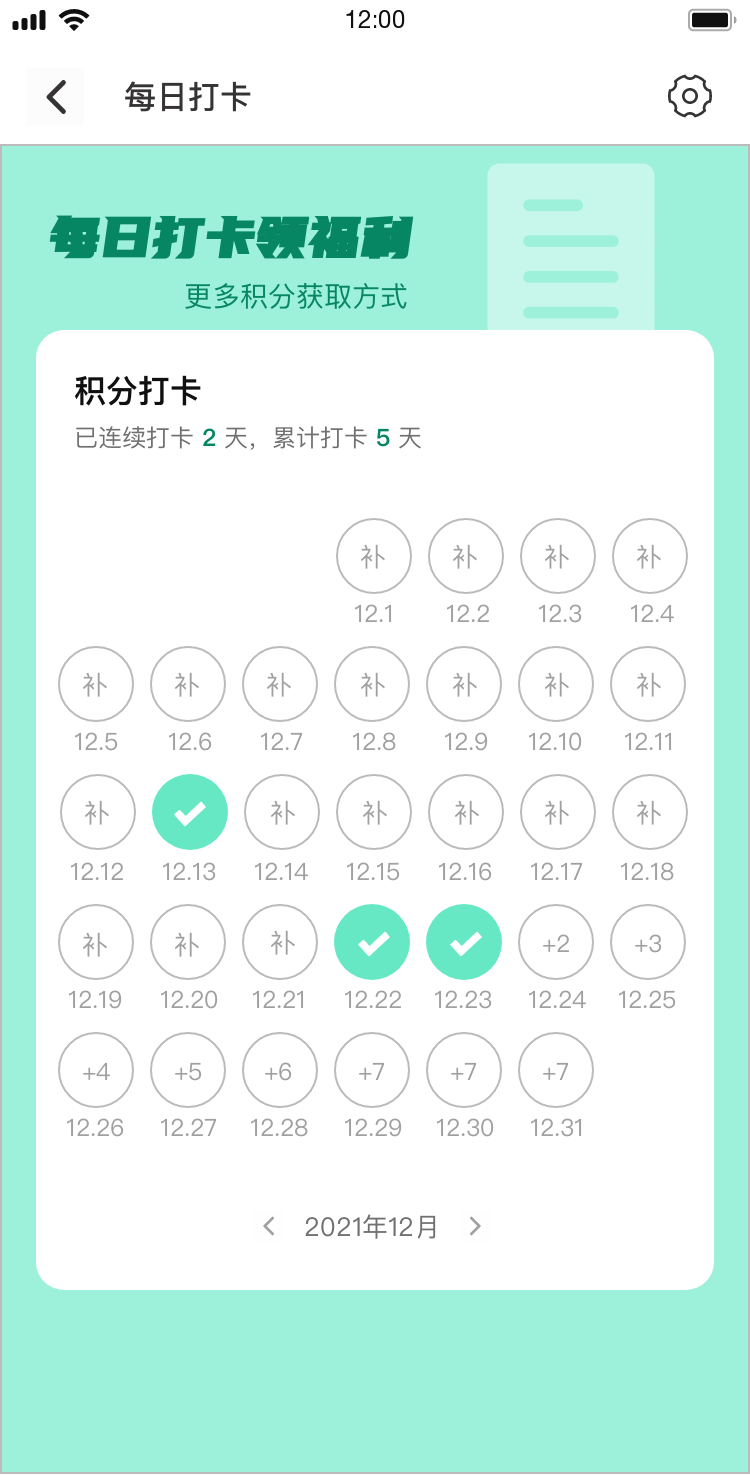 12:00
每日打卡
每日打卡领福利
更多积分获取方式
积分打卡
已连续打卡 2 天，累计打卡 5 天
补 补 补 补
12.1 12.2 12.3 12.4
补 补 补 补 补 补 补
12.5 12.6 12.7 12.8 12.9 12.10 12.11
补 补 补 补 补 补
12.12 12.13 12.14 12.15 12.16 12.17 12.18
补 补 补 +2 +3
12.19 12.20 12.21 12.22 12.23 12.24 12.25
+4 +5 +6 +7 +7 +7
12.26 12.27 12.28 12.29 12.30 12.31
2021年12月